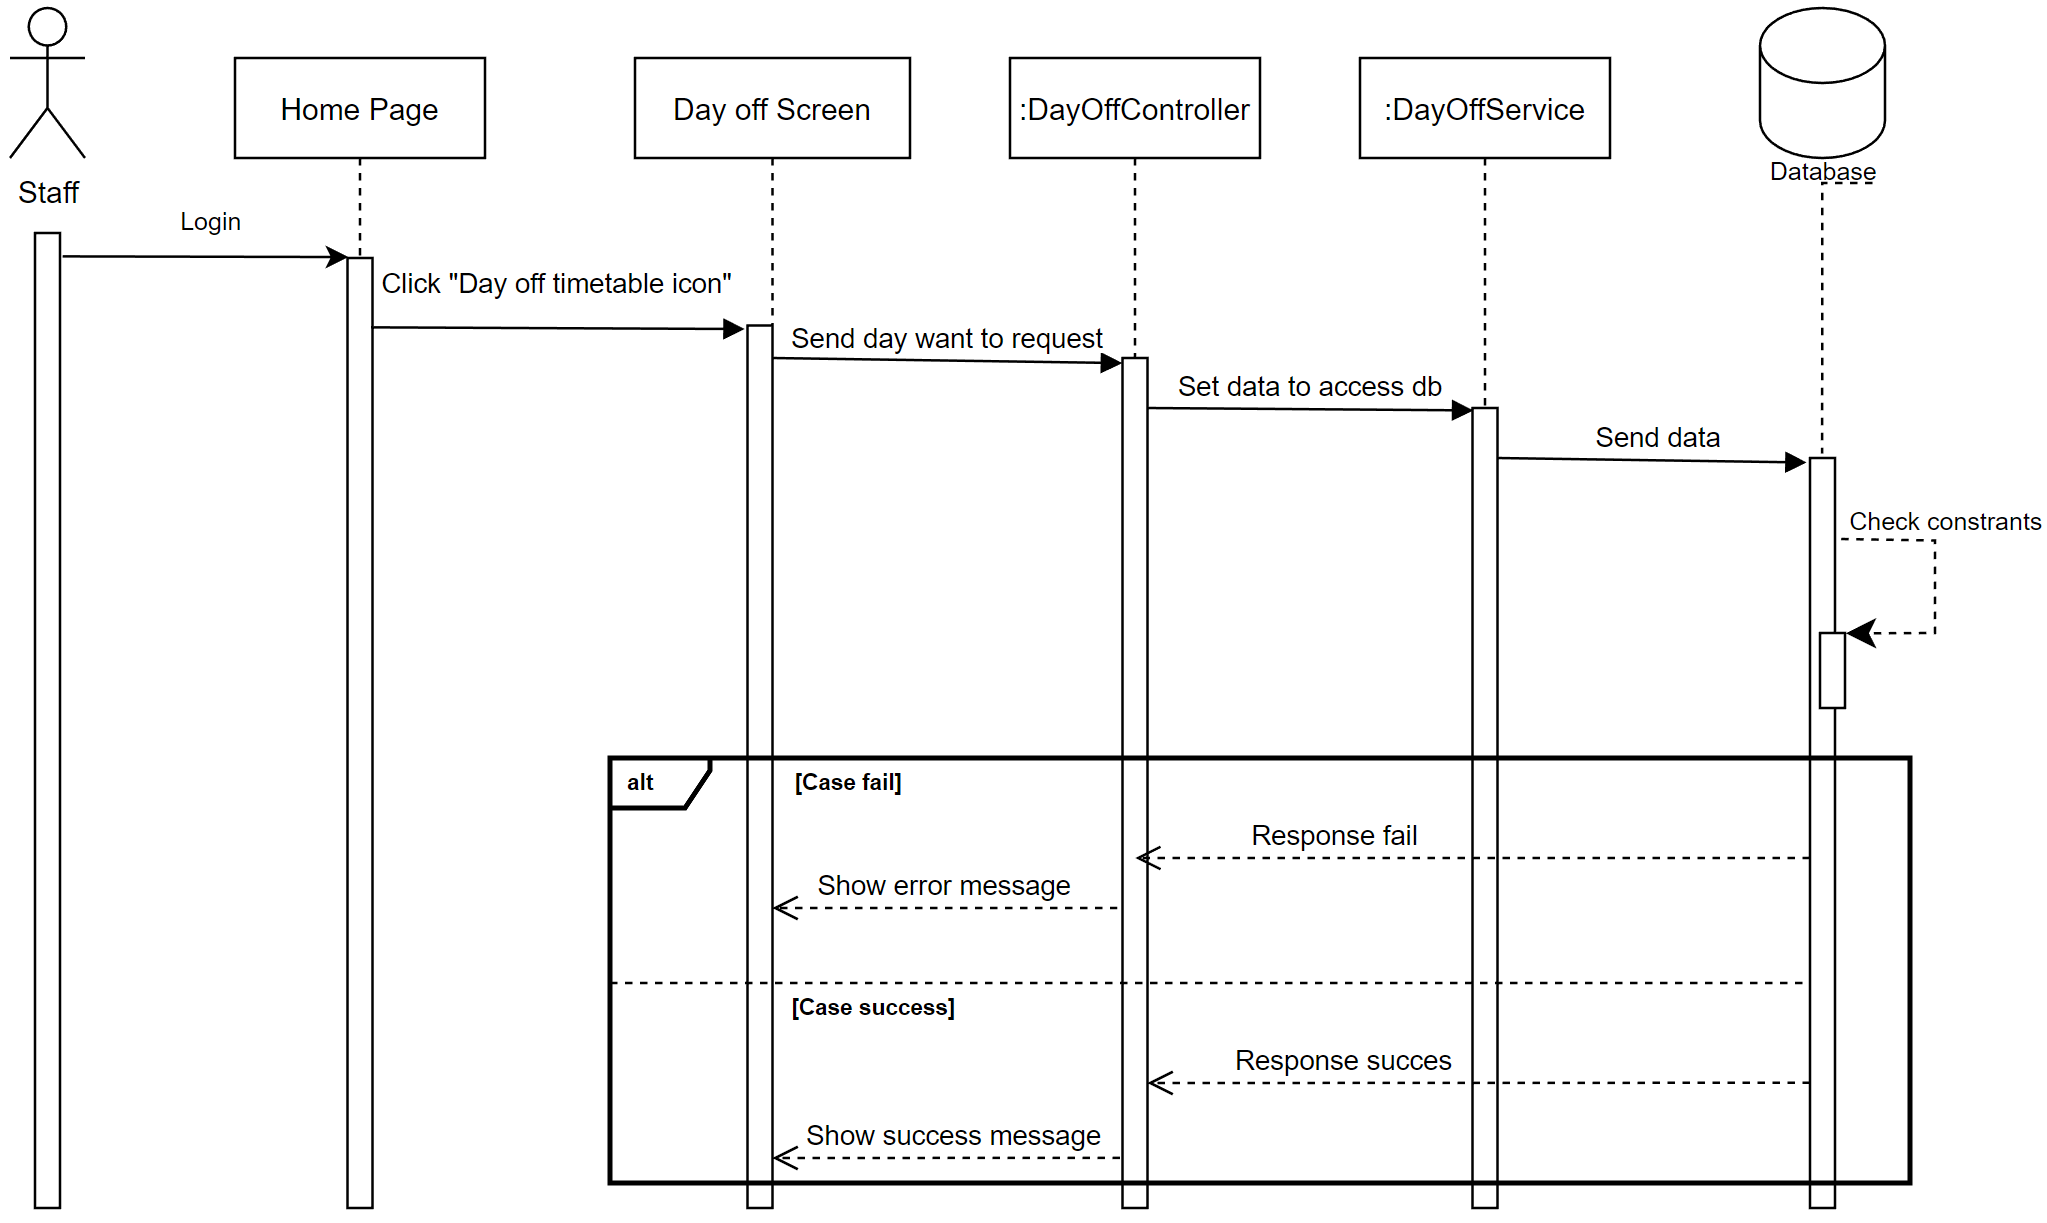 Home Page
Day off Screen
:DayOffController
:DayOffService
Database
Staff
Login
Click "Day off timetable icon"
Send day want to request
Set data to access db
Send data
Check constrants
alt
[Case fail]
Response fail
Show error message
[Case success]
Response succes
Show success message